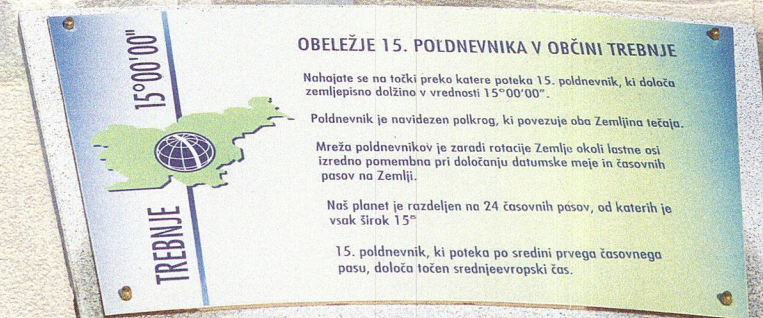 15°00'00"
TREBNJE
OBELEŽJE 15. POLDNEVNIKA V OBČINI TREBNJE
Nahajate se na točki preko katere poteka 15. poldnevnik, ki določa
zemljepisno dolžino v vrednosti 15°00'00".
Poldnevnik je navidezen polkrog, ki povezuje oba Zemljina tečaja.
Mreža poldnevnikov je zaradi rotacije Zemlje okoli lastne osi
izredno pomembna pri določanju datumske meje in časovnih
pasov na Zemlji.
Naš planet je razdeljen na 24 časovnih pasov, od katerih je
vsak širok 15°
15. poldnevnik, ki poteka po sredini prvega časovnega
pasu, določa točen srednjeevropski čas.